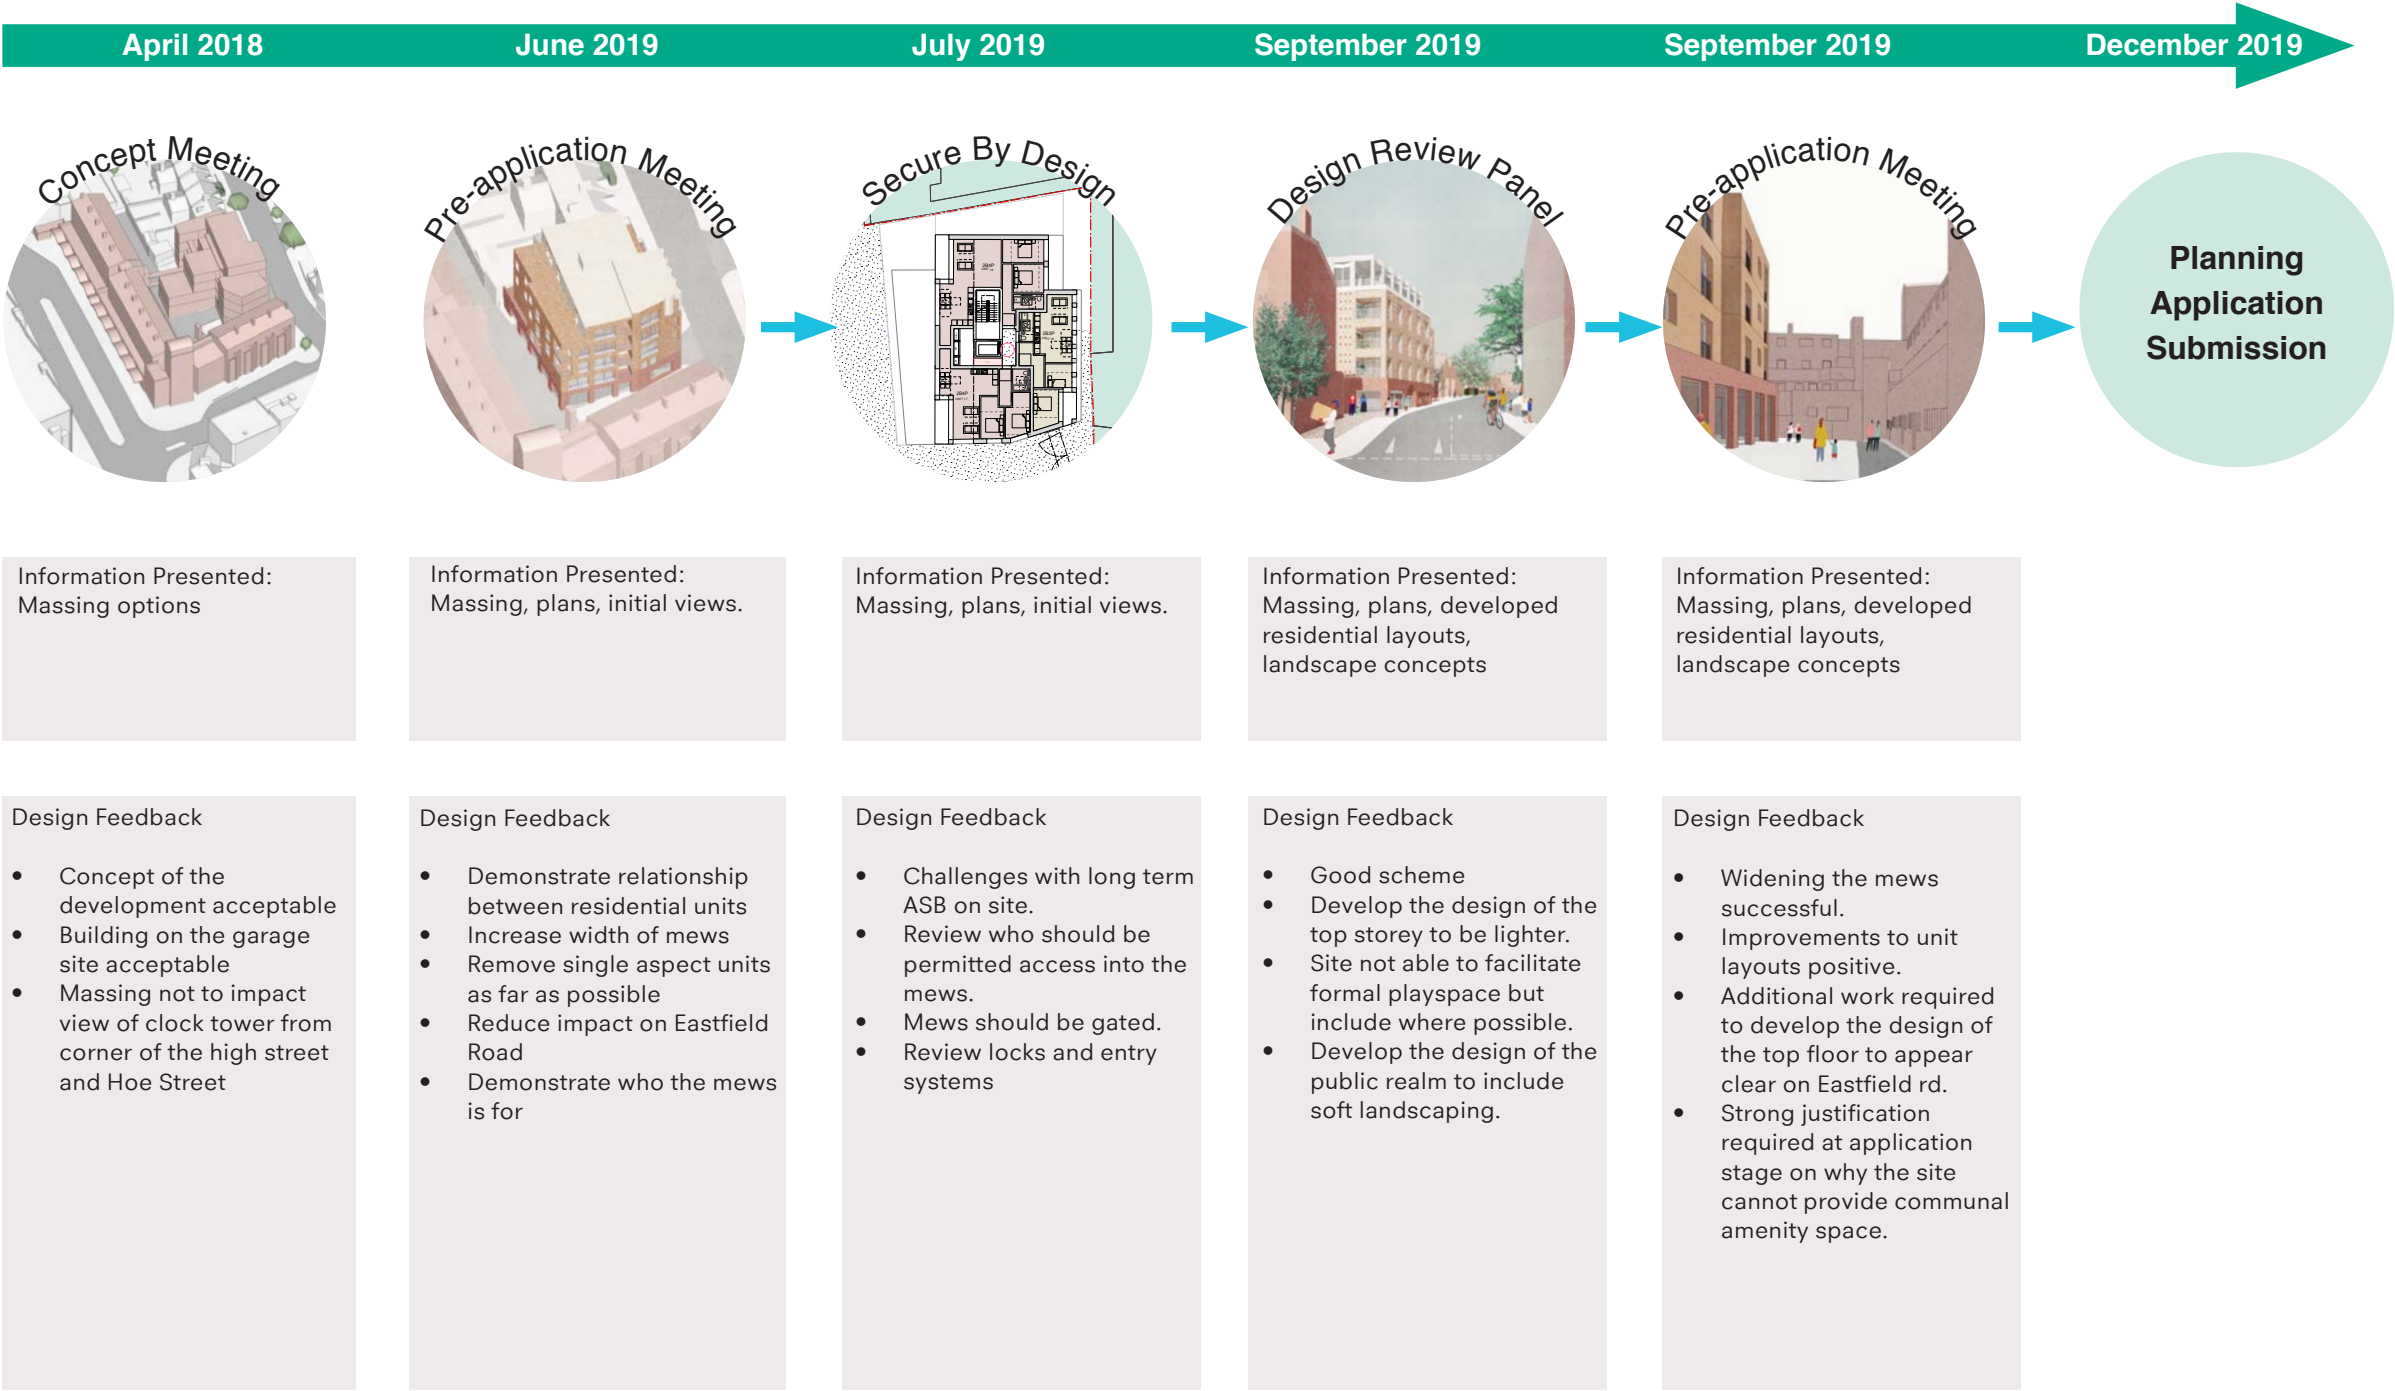 April 2018
June 2019
July 2019
September 2019
September 2019
December 2019
Concept Meeting
Pre-application Meeting
Secure By Design
Design Review Panel
Pre-application Meeting
Planning
Application
Submission
Information Presented:
Massing options
Information Presented:
Massing, plans, initial views.
Information Presented:
Massing, plans, initial views.
Information Presented:
Massing, plans, developed
residential layouts,
landscape concepts
Information Presented:
Massing, plans, developed
residential layouts,
landscape concepts
Design Feedback
• Concept of the
development acceptable
• Building on the garage
site acceptable
• Massing not to impact
view of clock tower from
corner of the high street
and Hoe Street
Design Feedback
• Demonstrate relationship
between residential units
• Increase width of mews
• Remove single aspect units
as far as possible
• Reduce impact on Eastfield
Road
• Demonstrate who the mews
is for
Design Feedback
• Challenges with long term
ASB on site.
• Review who should be
permitted access into the
mews.
• Mews should be gated.
• Review locks and entry
systems
Design Feedback
• Good scheme
• Develop the design of the
top storey to be lighter.
• Site not able to facilitate
formal playspace but
include where possible.
• Develop the design of the
public realm to include
soft landscaping.
Design Feedback
• Widening the mews
successful.
• Improvements to unit
layouts positive.
• Additional work required
to develop the design of
the top floor to appear
clear on Eastfield rd.
• Strong justification
required at application
stage on why the site
cannot provide communal
amenity space.